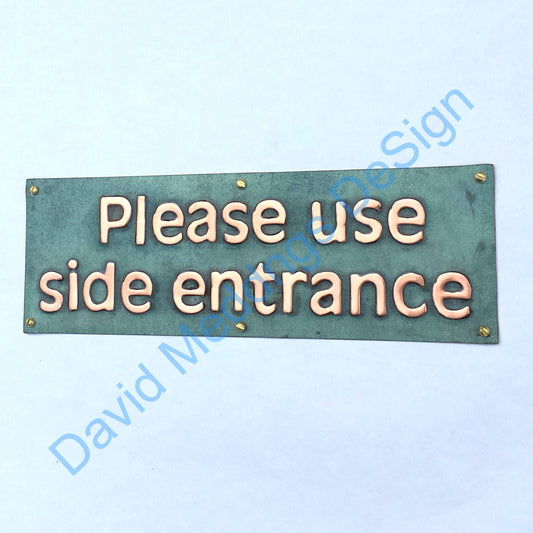 Please use
side entrance
David Meddings DeSign